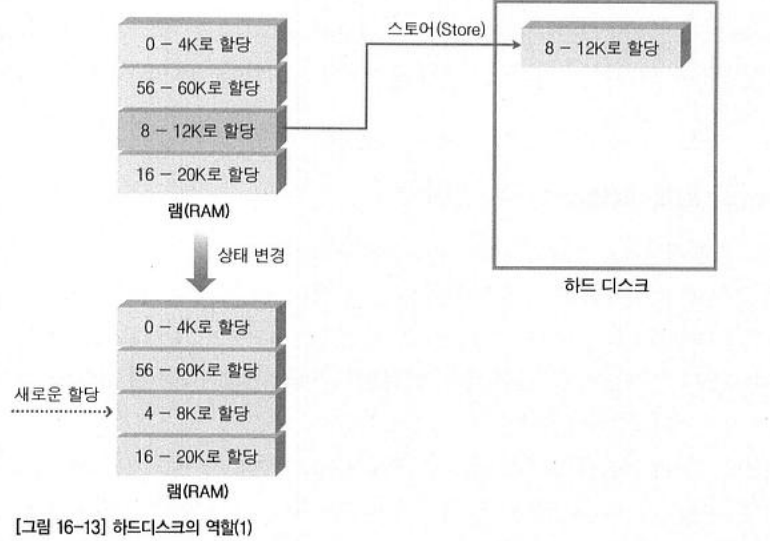 0 - 4K로 할당
56 - 60K로 할당
8 - 12K로 할당
16 - 20K로 할당
램(RAM)
스토어(Store)
8 - 12K로 할당
하드 디스크
상태 변경
0 - 4K로 할당
56 - 60K로 할당
새로운 할당
4 - 8K로 할당
16 - 20K로 할당
램(RAM)
[그림 16-13] 하드디스크의 역할(1)